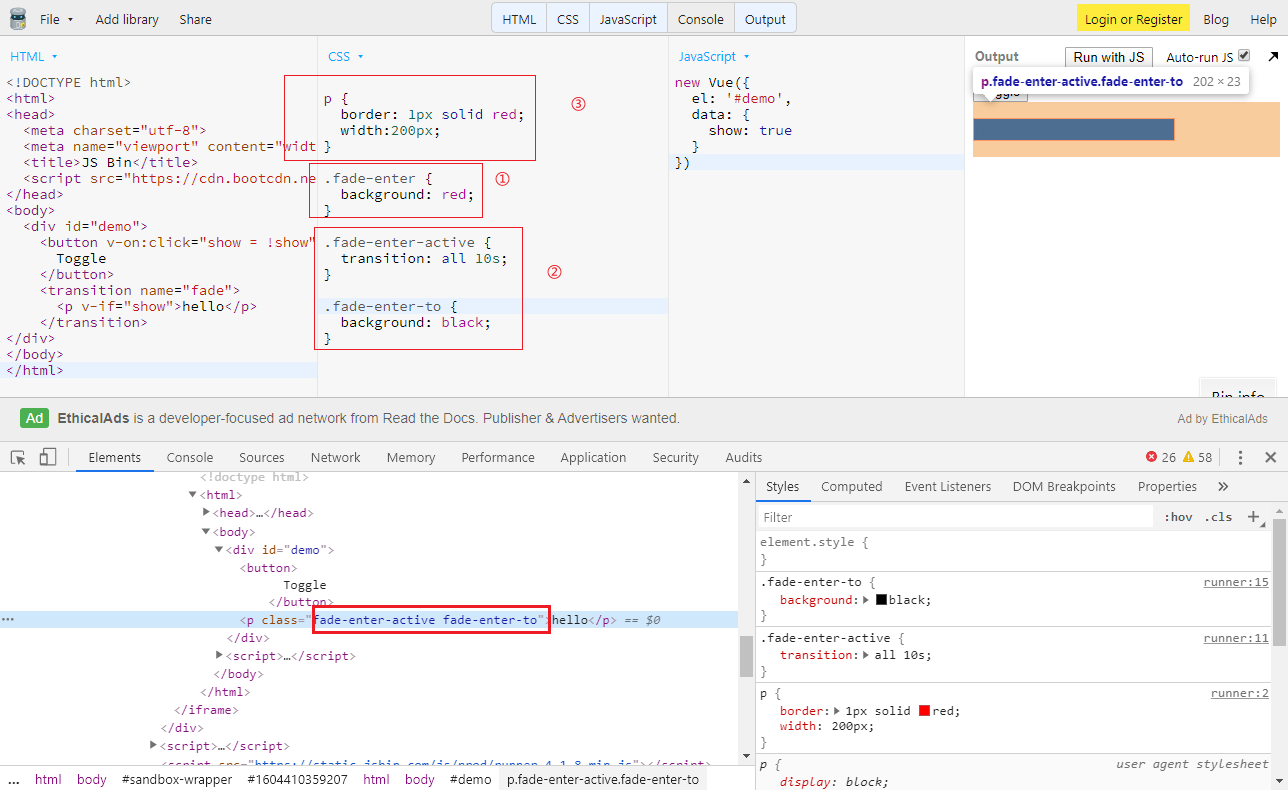 File ▾ Add library Share HTML CSS JavaScript Console Output Login or Register Blog Help
HTML ▾
<!DOCTYPE html>
<html>
<head>
<meta charset="utf-8">
<meta name="viewport" content="widt
<title>JS Bin</title>
<script src="https://cdn.bootcdn.ne
</head>
<body>
<div id="demo">
<button v-on:click="show = !show"
Toggle
</button>
<transition name="fade">
<p v-if="show">hello</p>
</transition>
</div>
</body>
</html>
CSS ▾
p {
border: 1px solid red;
width:200px;
}
③
.fade-enter {
background: red;
}
①
.fade-enter-active {
transition: all 10s;
}
②
.fade-enter-to {
background: black;
}
JavaScript ▾
new Vue({
el: '#demo',
data: {
show: true
}
})
Output Run with JS Auto-run JS
p.fade-enter-active.fade-enter-to 202 × 23
Bin info
Ad EthicalAds is a developer-focused ad network from Read the Docs. Publisher & Advertisers wanted. Ad by EthicalAds
Elements Console Sources Network Memory Performance Application Security Audits 26 58
<!doctype html>
▼<html>
▶<head>…</head>
▼<body>
▼<div id="demo">
<button>
Toggle
</button>
… <p class="fade-enter-active fade-enter-to">hello</p> == $0
</div>
▶<script>…</script>
</body>
</html>
</iframe>
</div>
▶<script>…</script>
<script src="https://static.jsbin.com/js/prod/runner-4.1.8.min.js"></script>
... html body #sandbox-wrapper #1604410359207 html body #demo p.fade-enter-active.fade-enter-to
Styles Computed Event Listeners DOM Breakpoints Properties »
Filter :hov .cls +
element.style {
}
.fade-enter-to { runner:15
background:▶ black;
}
.fade-enter-active { runner:11
transition:▶ all 10s;
}
p { runner:2
border:▶ 1px solid red;
width: 200px;
}
p { user agent stylesheet
display: block;